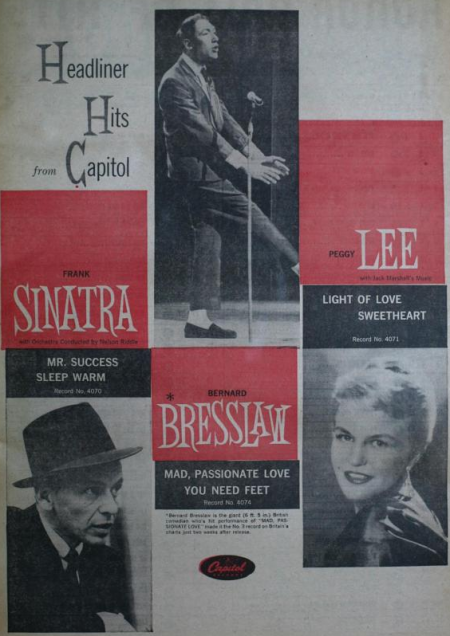 Headliner
Hits
from Capitol
FRANK
SINATRA
with Orchestra Conducted by Nelson Riddle
MR. SUCCESS
SLEEP WARM
Record No. 4070
PEGGY LEE
with Jack Marshall's Music
LIGHT OF LOVE
SWEETHEART
Record No. 4071
*
BERNARD
BRESSLAW
MAD, PASSIONATE LOVE
YOU NEED FEET
Record No. 4074
*Bernard Bresslaw is the giant (6 ft. 5 in.) British
comedian who's hit performance of "MAD, PAS-
SIONATE LOVE" made it the No. 3 record on Britain's
charts just two weeks after release.
Capitol
RECORDS